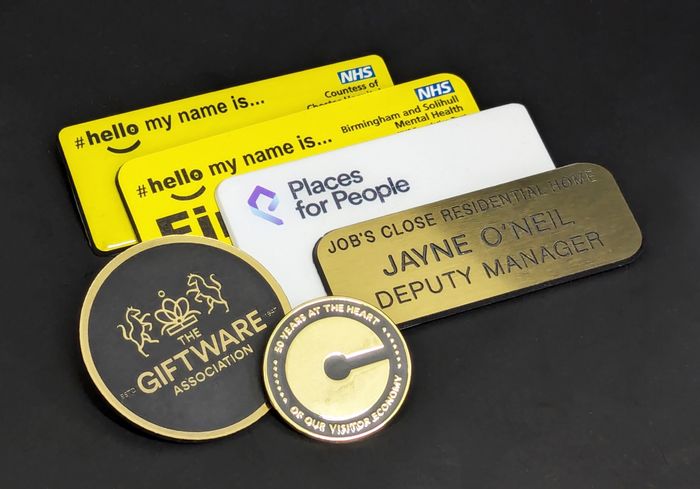 NHS
Countess of
#hello my name is...
NHS
Birmingham and Solihull
Mental Health
#hello my name is...
Places
for People
JOB'S CLOSE RESIDENTIAL HOME
JAYNE O'NEIL
DEPUTY MANAGER
THE
GIFTWARE
ASSOCIATION
ESTD
1947
50 YEARS AT THE HEART
OF OUR VISITOR ECONOMY